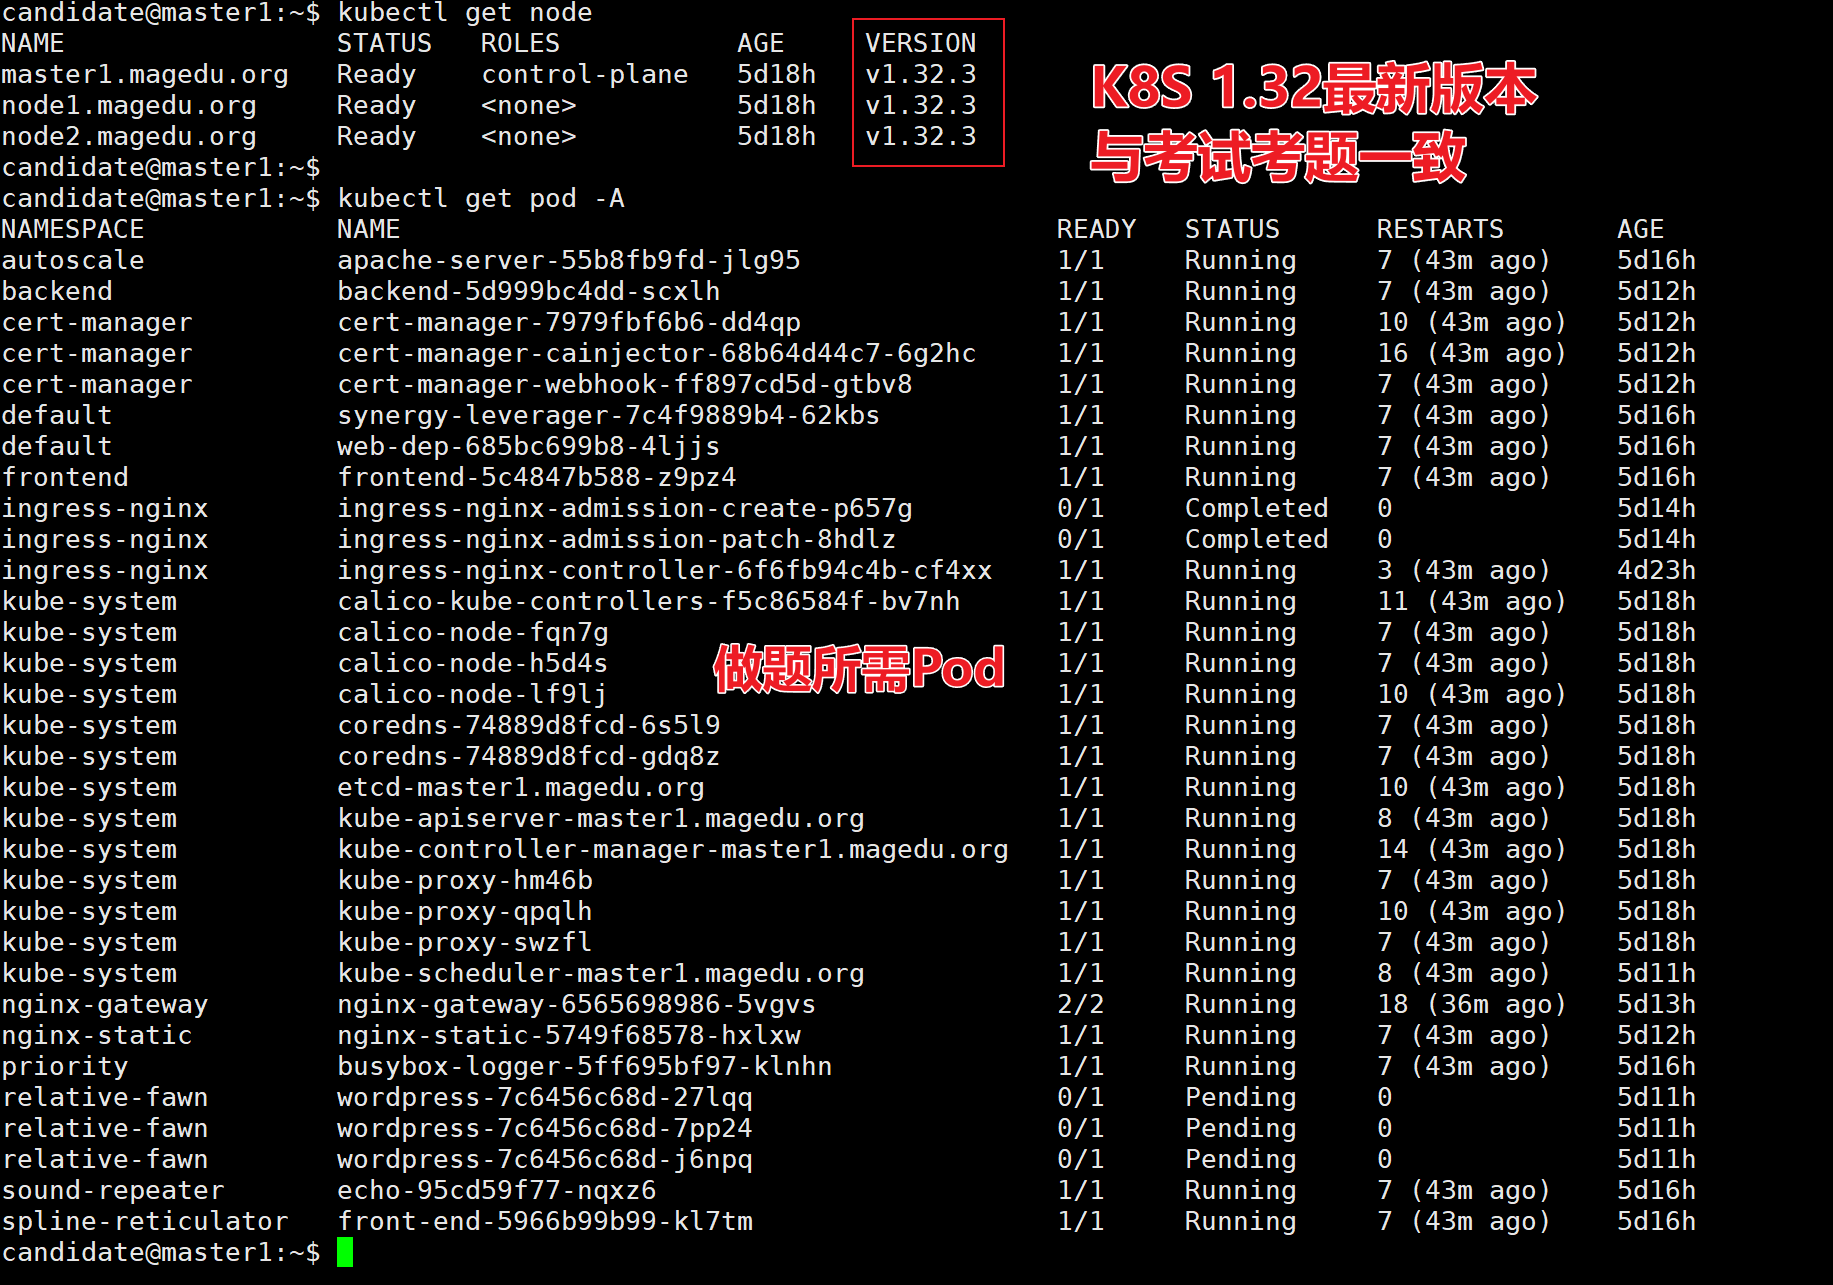 candidate@master1:~$ kubectl get node
NAME STATUS ROLES AGE VERSION
master1.magedu.org Ready control-plane 5d18h v1.32.3
node1.magedu.org Ready <none> 5d18h v1.32.3
node2.magedu.org Ready <none> 5d18h v1.32.3
K8S 1.32最新版本
与考试考题一致
candidate@master1:~$
candidate@master1:~$ kubectl get pod -A
NAMESPACE NAME READY STATUS RESTARTS AGE
autoscale apache-server-55b8fb9fd-jlg95 1/1 Running 7 (43m ago) 5d16h
backend backend-5d999bc4dd-scxlh 1/1 Running 7 (43m ago) 5d12h
cert-manager cert-manager-7979fbf6b6-dd4qp 1/1 Running 10 (43m ago) 5d12h
cert-manager cert-manager-cainjector-68b64d44c7-6g2hc 1/1 Running 16 (43m ago) 5d12h
cert-manager cert-manager-webhook-ff897cd5d-gtbv8 1/1 Running 7 (43m ago) 5d12h
default synergy-leverager-7c4f9889b4-62kbs 1/1 Running 7 (43m ago) 5d16h
default web-dep-685bc699b8-4ljjs 1/1 Running 7 (43m ago) 5d16h
frontend frontend-5c4847b588-z9pz4 1/1 Running 7 (43m ago) 5d16h
ingress-nginx ingress-nginx-admission-create-p657g 0/1 Completed 0 5d14h
ingress-nginx ingress-nginx-admission-patch-8hdlz 0/1 Completed 0 5d14h
ingress-nginx ingress-nginx-controller-6f6fb94c4b-cf4xx 1/1 Running 3 (43m ago) 4d23h
kube-system calico-kube-controllers-f5c86584f-bv7nh 1/1 Running 11 (43m ago) 5d18h
kube-system calico-node-fqn7g 1/1 Running 7 (43m ago) 5d18h
kube-system calico-node-h5d4s 1/1 Running 7 (43m ago) 5d18h
做题所需Pod
kube-system calico-node-lf9lj 1/1 Running 10 (43m ago) 5d18h
kube-system coredns-74889d8fcd-6s5l9 1/1 Running 7 (43m ago) 5d18h
kube-system coredns-74889d8fcd-gdq8z 1/1 Running 7 (43m ago) 5d18h
kube-system etcd-master1.magedu.org 1/1 Running 10 (43m ago) 5d18h
kube-system kube-apiserver-master1.magedu.org 1/1 Running 8 (43m ago) 5d18h
kube-system kube-controller-manager-master1.magedu.org 1/1 Running 14 (43m ago) 5d18h
kube-system kube-proxy-hm46b 1/1 Running 7 (43m ago) 5d18h
kube-system kube-proxy-qpqlh 1/1 Running 10 (43m ago) 5d18h
kube-system kube-proxy-swzfl 1/1 Running 7 (43m ago) 5d18h
kube-system kube-scheduler-master1.magedu.org 1/1 Running 8 (43m ago) 5d11h
nginx-gateway nginx-gateway-6565698986-5vgvs 2/2 Running 18 (36m ago) 5d13h
nginx-static nginx-static-5749f68578-hxlxw 1/1 Running 7 (43m ago) 5d12h
priority busybox-logger-5ff695bf97-klnhn 1/1 Running 7 (43m ago) 5d16h
relative-fawn wordpress-7c6456c68d-27lqq 0/1 Pending 0 5d11h
relative-fawn wordpress-7c6456c68d-7pp24 0/1 Pending 0 5d11h
relative-fawn wordpress-7c6456c68d-j6npq 0/1 Pending 0 5d11h
sound-repeater echo-95cd59f77-nqxz6 1/1 Running 7 (43m ago) 5d16h
spline-reticulator front-end-5966b99b99-kl7tm 1/1 Running 7 (43m ago) 5d16h
candidate@master1:~$